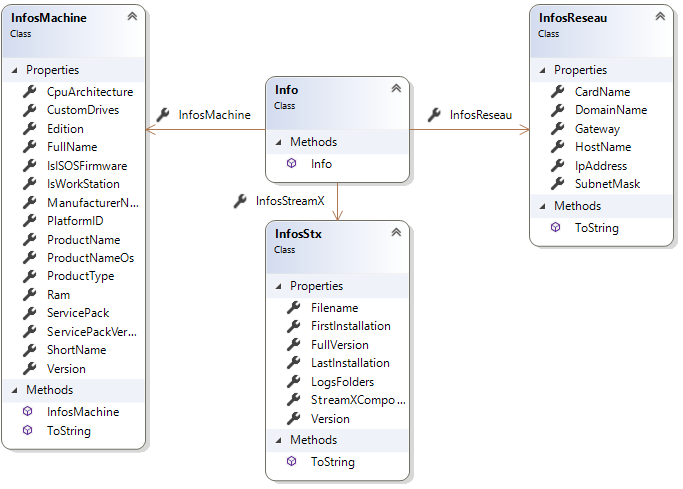 InfosMachine
Class
Properties
CpuArchitecture
CustomDrives
Edition
FullName
IsISOSFirmware
IsWorkStation
ManufacturerN...
PlatformID
ProductName
ProductNameOs
ProductType
Ram
ServicePack
ServicePackVer...
ShortName
Version
Methods
InfosMachine
ToString
InfosMachine
Info
Class
Methods
Info
InfosReseau
InfosStreamX
InfosStx
Class
Properties
Filename
FirstInstallation
FullVersion
LastInstallation
LogsFolders
StreamXCompo...
Version
Methods
ToString
InfosReseau
Class
Properties
CardName
DomainName
Gateway
HostName
IpAddress
SubnetMask
Methods
ToString